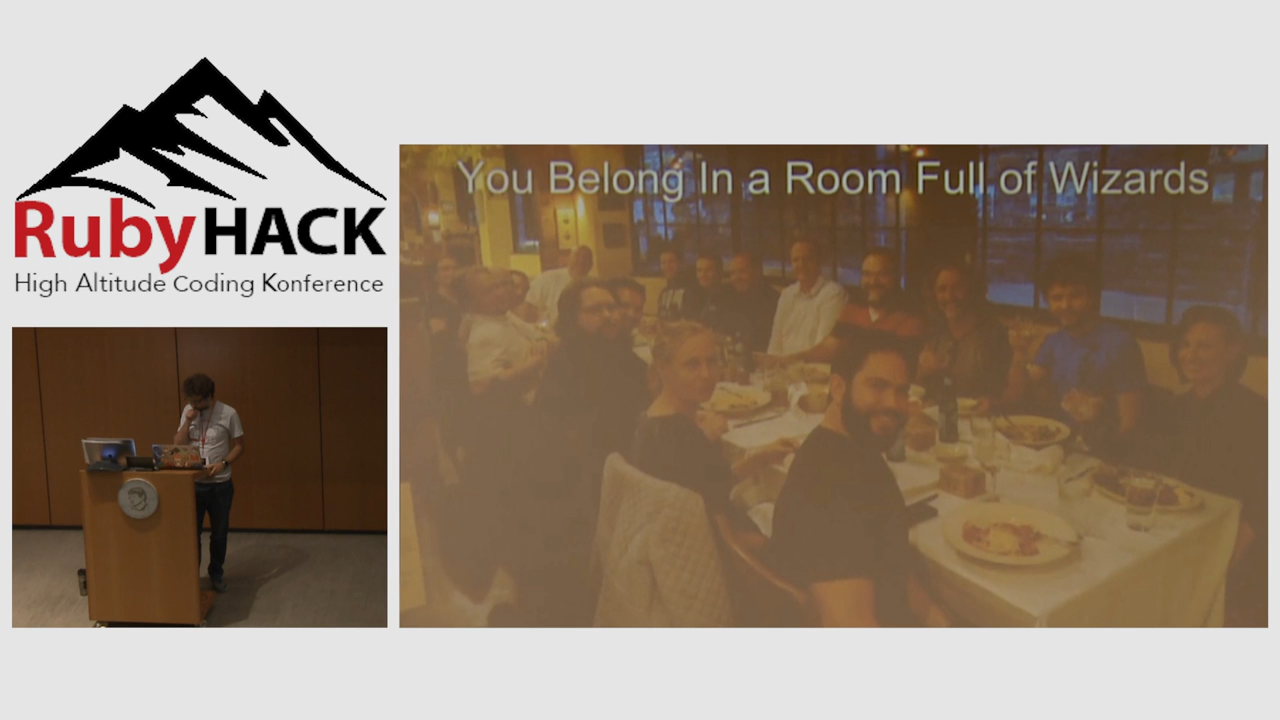 RubyHACK
High Altitude Coding Konference
You Belong In a Room Full of Wizards